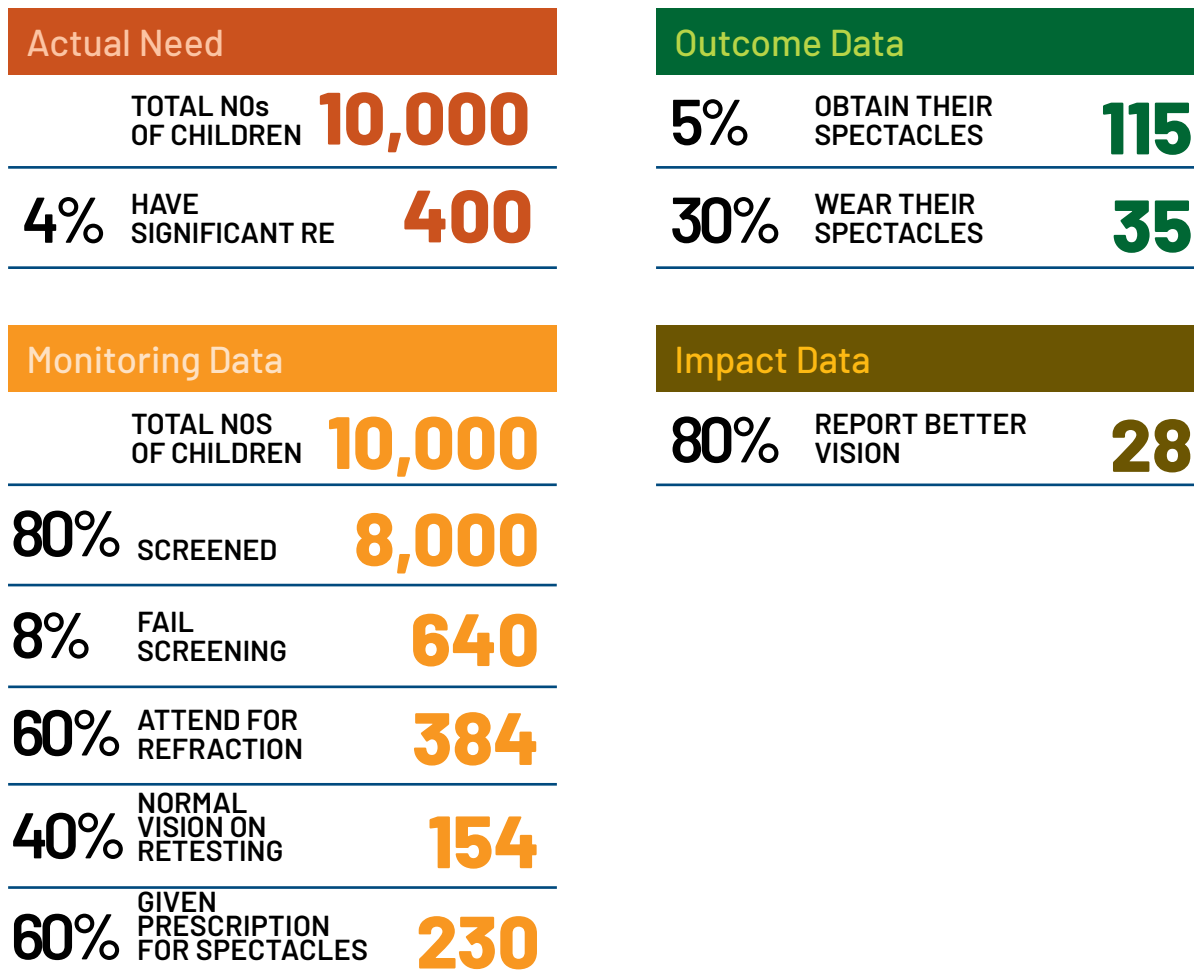 Actual Need
TOTAL NOs
OF CHILDREN
10,000
4%
HAVE
SIGNIFICANT RE
400
Monitoring Data
TOTAL NOS
OF CHILDREN
10,000
80%
SCREENED
8,000
8%
FAIL
SCREENING
640
60%
ATTEND FOR
REFRACTION
384
40%
NORMAL
VISION ON
RETESTING
154
60%
GIVEN
PRESCRIPTION
FOR SPECTACLES
230
Outcome Data
5%
OBTAIN THEIR
SPECTACLES
115
30%
WEAR THEIR
SPECTACLES
35
Impact Data
80%
REPORT BETTER
VISION
28